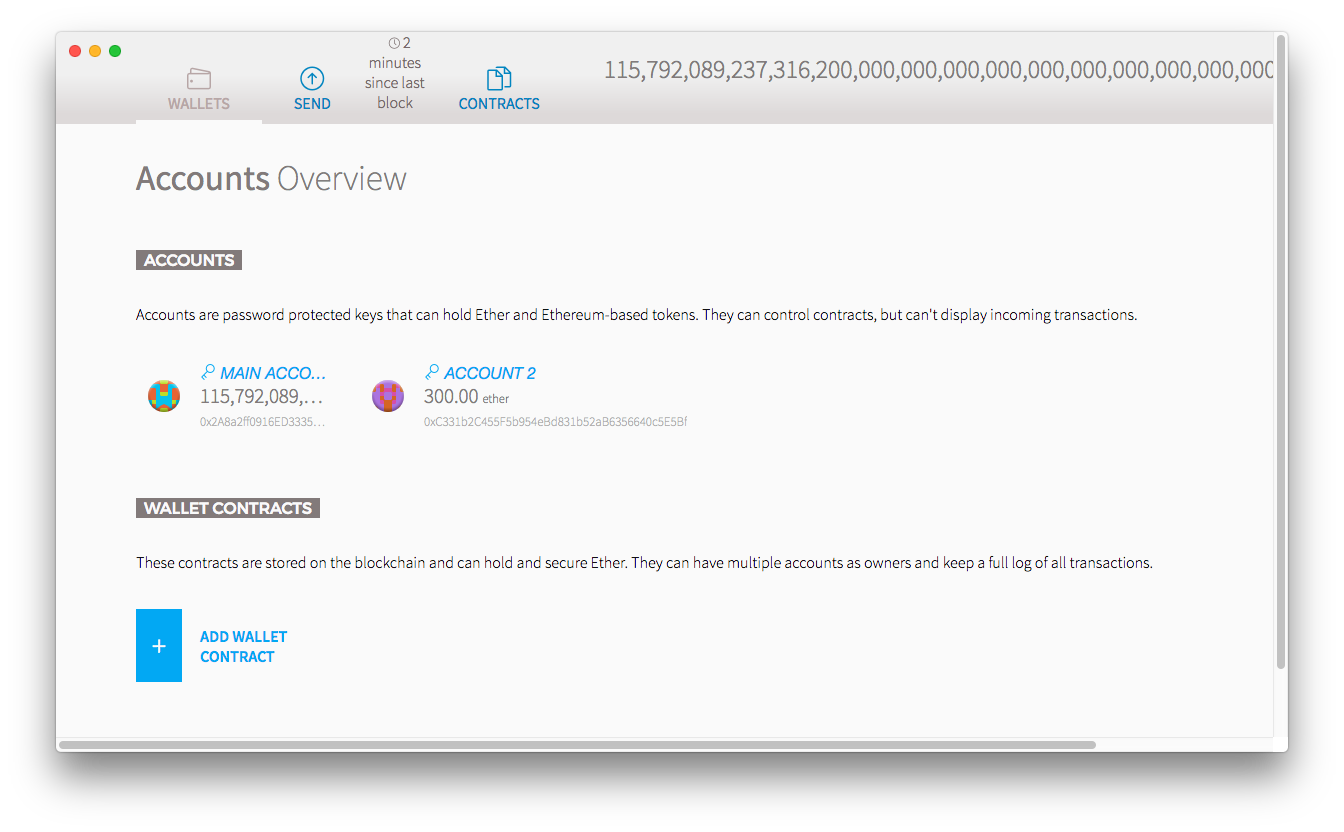 WALLETS
SEND
2
minutes
since last
block
CONTRACTS
115,792,089,237,316,200,000,000,000,000,000,000,000,000,000,000,000
Accounts Overview
ACCOUNTS
Accounts are password protected keys that can hold Ether and Ethereum-based tokens. They can control contracts, but can't display incoming transactions.
MAIN ACCO…
115,792,089,…
0x2A8a2ff0916ED3335…
ACCOUNT 2
300.00 ether
0xC331b2C455F5b954eBd831b52aB6356640c5E5Bf
WALLET CONTRACTS
These contracts are stored on the blockchain and can hold and secure Ether. They can have multiple accounts as owners and keep a full log of all transactions.
+
ADD WALLET
CONTRACT